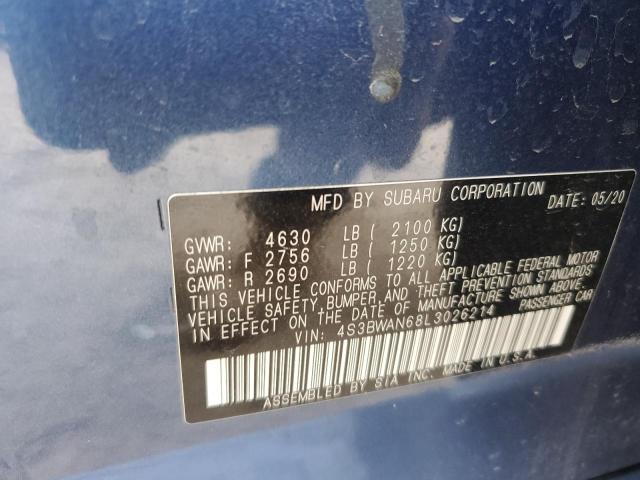 MFD BY SUBARU CORPORATION DATE: 05/20
GVWR: 4630 LB ( 2100 KG)
GAWR: F 2756 LB ( 1250 KG)
GAWR: R 2690 LB ( 1220 KG)
THIS VEHICLE CONFORMS TO ALL APPLICABLE FEDERAL MOTOR
VEHICLE SAFETY, BUMPER, AND THEFT PREVENTION STANDARDS
IN EFFECT ON THE DATE OF MANUFACTURE SHOWN ABOVE.
VIN: 4S3BWAN68L3026214 PASSENGER CAR
ASSEMBLED BY SIA INC. MADE IN U.S.A.